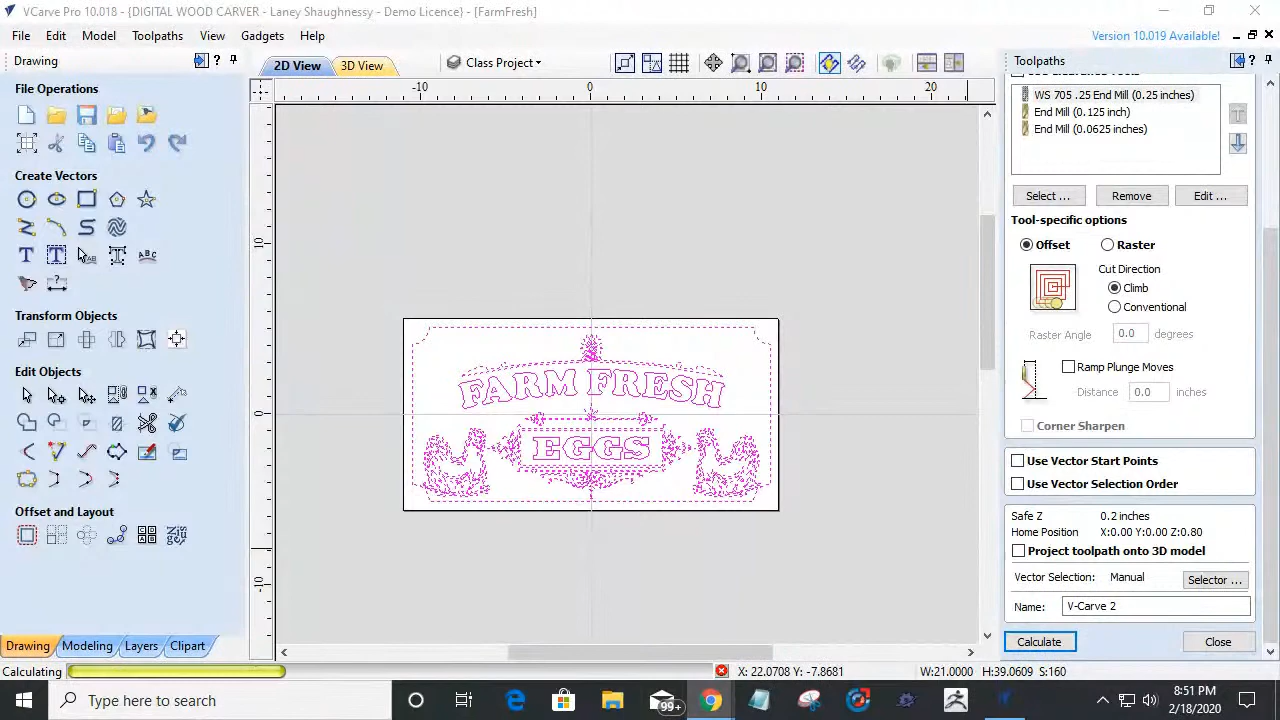 VCarve Pro 10.018 - {DIGITAL WOOD CARVER - Laney Shaughnessy - Demo Licence} - [FarmFresh]
File Edit Model Toolpaths View Gadgets Help
Version 10.019 Available!
Drawing
2D View
3D View
Class Project
Toolpaths
File Operations
Create Vectors
Transform Objects
Edit Objects
Offset and Layout
Drawing Modeling Layers Clipart
-10 0 10 20
10
0
-10
FARM FRESH
EGGS
WS 705 .25 End Mill (0.25 inches)
End Mill (0.125 inch)
End Mill (0.0625 inches)
Select ... Remove Edit ...
Tool-specific options
Offset Raster
Cut Direction
Climb
Conventional
Raster Angle 0.0 degrees
Ramp Plunge Moves
Distance 0.0 inches
Corner Sharpen
Use Vector Start Points
Use Vector Selection Order
Safe Z 0.2 inches
Home Position X:0.00 Y:0.00 Z:0.80
Project toolpath onto 3D model
Vector Selection: Manual Selector ...
Name: V-Carve 2
Calculate Close
Calculating
X: 22.0708 Y: -7.8681
W:21.0000 H:39.0609 S:160
Type here to search
99+
8:51 PM
2/18/2020